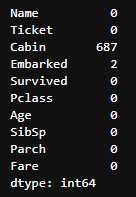 Name 0
Ticket 0
Cabin 687
Embarked 2
Survived 0
Pclass 0
Age 0
SibSp 0
Parch 0
Fare 0
dtype: int64